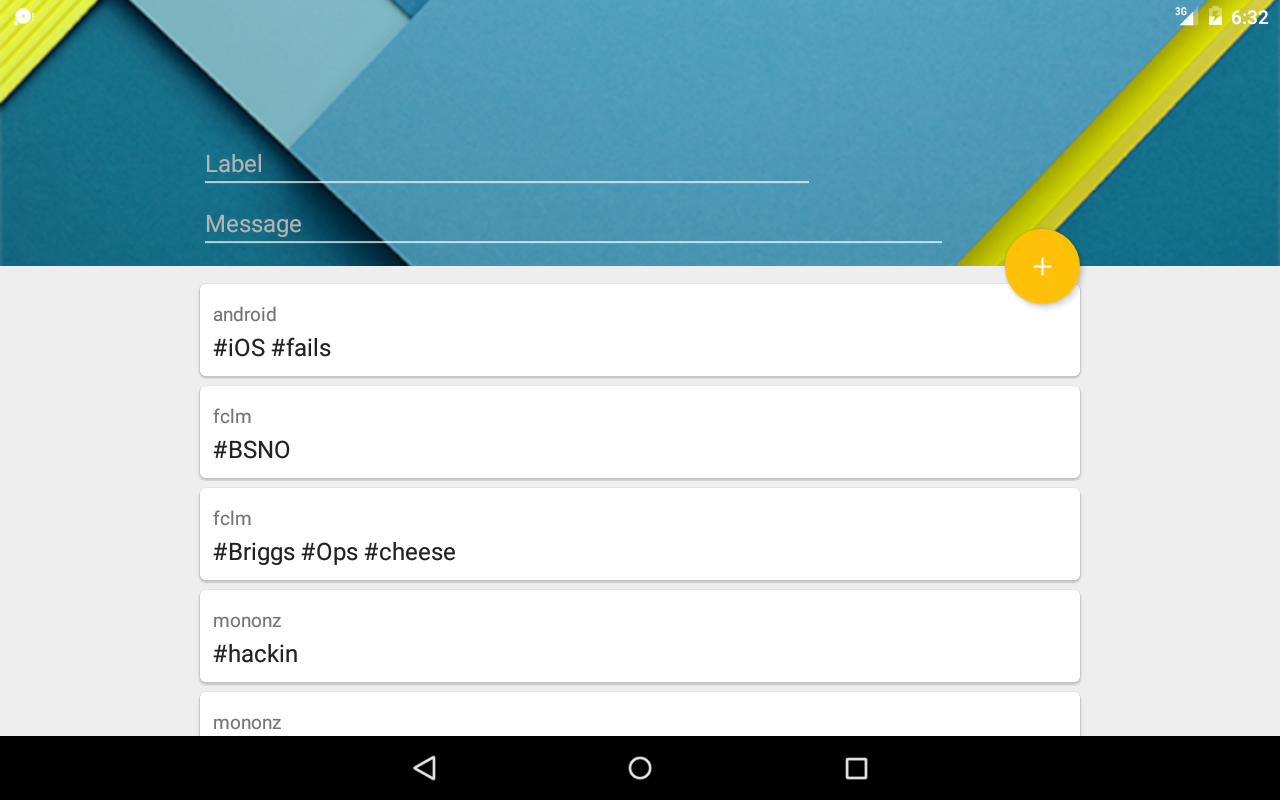 3G 6:32
Label
Message
android
#iOS #fails
fclm
#BSNO
fclm
#Briggs #Ops #cheese
mononz
#hackin
mononz